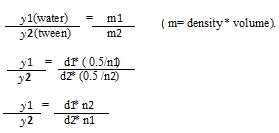 y1(water) = m1 ( m= density* volume).
y2(tween) m2
y1 = d1* ( 0.5/n1)
y2 d2* (0.5 /n2)
y1 = d1* n2
y2 d2* n1